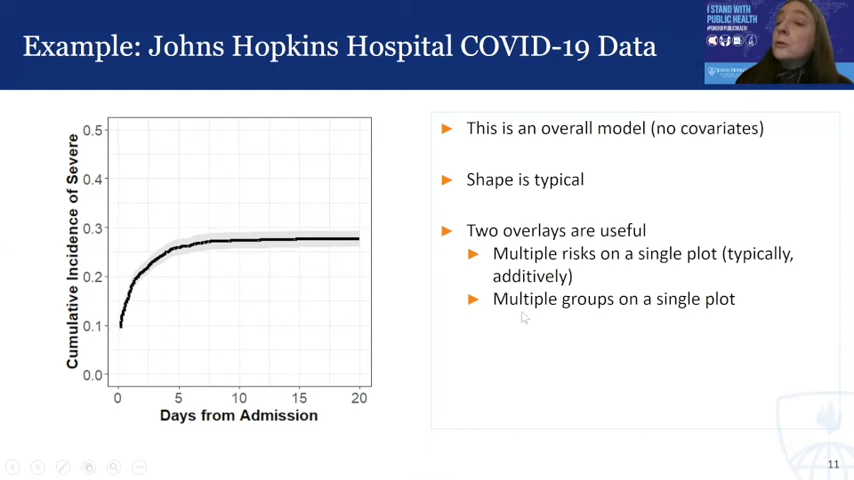 Example: Johns Hopkins Hospital COVID-19 Data
I STAND WITH
PUBLIC HEALTH
Cumulative Incidence of Severe
0.5
0.4
0.3
0.2
0.1
0.0
0 5 10 15 20
Days from Admission
This is an overall model (no covariates)
Shape is typical
Two overlays are useful
Multiple risks on a single plot (typically,
additively)
Multiple groups on a single plot
11